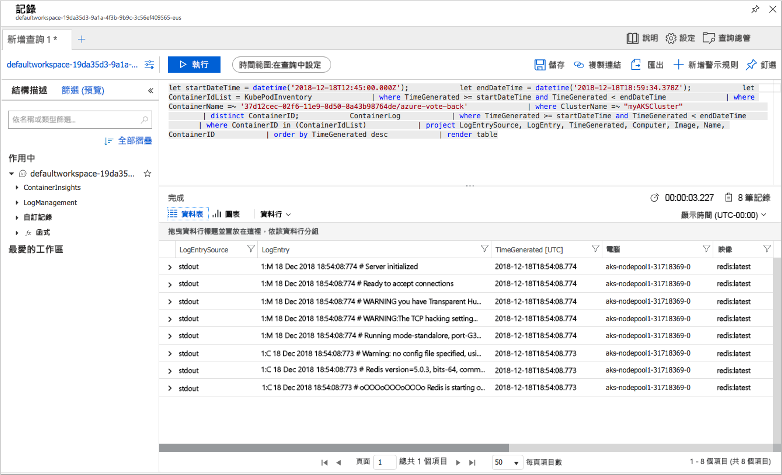 記錄
defaultworkspace-19da35d3-9a1a-4f3b-9b9c-3c56ef409565-eus
新增查詢 1* +
說明 設定 查詢總管
defaultworkspace-19da35d3-9a1a-... 執行 時間範圍:在查詢中設定 儲存 複製連結 匯出 新增警示規則 釘選
結構描述 篩選 (預覽) «
依名稱或類型篩選...
全部摺疊
作用中
defaultworkspace-19da35...
ContainerInsights
LogManagement
自訂記錄
fx 函式
最愛的工作區
let startDateTime = datetime('2018-12-18T12:45:00.000Z'); let endDateTime = datetime('2018-12-18T18:59:34.378Z'); let
ContainerIdList = KubePodInventory | where TimeGenerated >= startDateTime and TimeGenerated < endDateTime | where
ContainerName =~ '37d12cec-02f6-11e9-8d50-8a43b98764de/azure-vote-back' | where ClusterName =~ "myAKSCluster"
| distinct ContainerID; ContainerLog | where TimeGenerated >= startDateTime and TimeGenerated < endDateTime
| where ContainerID in (ContainerIdList) | project LogEntrySource, LogEntry, TimeGenerated, Computer, Image, Name,
ContainerID | order by TimeGenerated desc | render table
完成 00:00:03.227 8 筆記錄
資料表 圖表 資料行 顯示時間 (UTC-00:00)
拖曳資料行標題並置放在這裡，依該資料行分組
LogEntrySource LogEntry TimeGenerated [UTC] 電腦 映像
stdout 1:M 18 Dec 2018 18:54:08:774 # Server initialized 2018-12-18T18:54:08.774 aks-nodepool1-31718369-0 redis:latest
stdout 1:M 18 Dec 2018 18:54:08:774 # Ready to accept connections 2018-12-18T18:54:08.774 aks-nodepool1-31718369-0 redis:latest
stdout 1:M 18 Dec 2018 18:54:08:774 # WARNING you have Transparent Hu... 2018-12-18T18:54:08.774 aks-nodepool1-31718369-0 redis:latest
stdout 1:M 18 Dec 2018 18:54:08:774 # WARNING:The TCP hacking setting... 2018-12-18T18:54:08.774 aks-nodepool1-31718369-0 redis:latest
stdout 1:M 18 Dec 2018 18:54:08:774 # Running mode-standalone, port-G3... 2018-12-18T18:54:08.774 aks-nodepool1-31718369-0 redis:latest
stdout 1:C 18 Dec 2018 18:54:08:773 # Warning: no config file specified, usi... 2018-12-18T18:54:08.773 aks-nodepool1-31718369-0 redis:latest
stdout 1:C 18 Dec 2018 18:54:08:773 # Redis version=5.0.3, bits-64, comm... 2018-12-18T18:54:08.773 aks-nodepool1-31718369-0 redis:latest
stdout 1:C 18 Dec 2018 18:54:08:773 # oOOOoOOOoOOOo Redis is starting o... 2018-12-18T18:54:08.773 aks-nodepool1-31718369-0 redis:latest
頁面 1 總共 1 個項目 50 每頁項目數 1 - 8 個項目 (共 8 個項目)